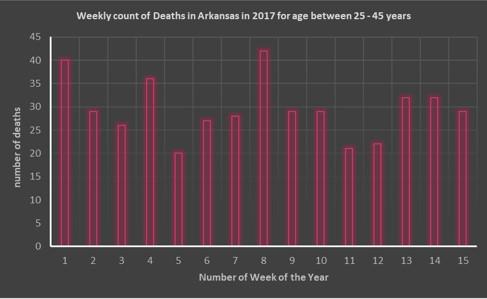 Weekly count of Deaths in Arkansas in 2017 for age between 25 - 45 years
number of deaths
45
40
35
30
25
20
15
10
5
0
1 2 3 4 5 6 7 8 9 10 11 12 13 14 15
Number of Week of the Year